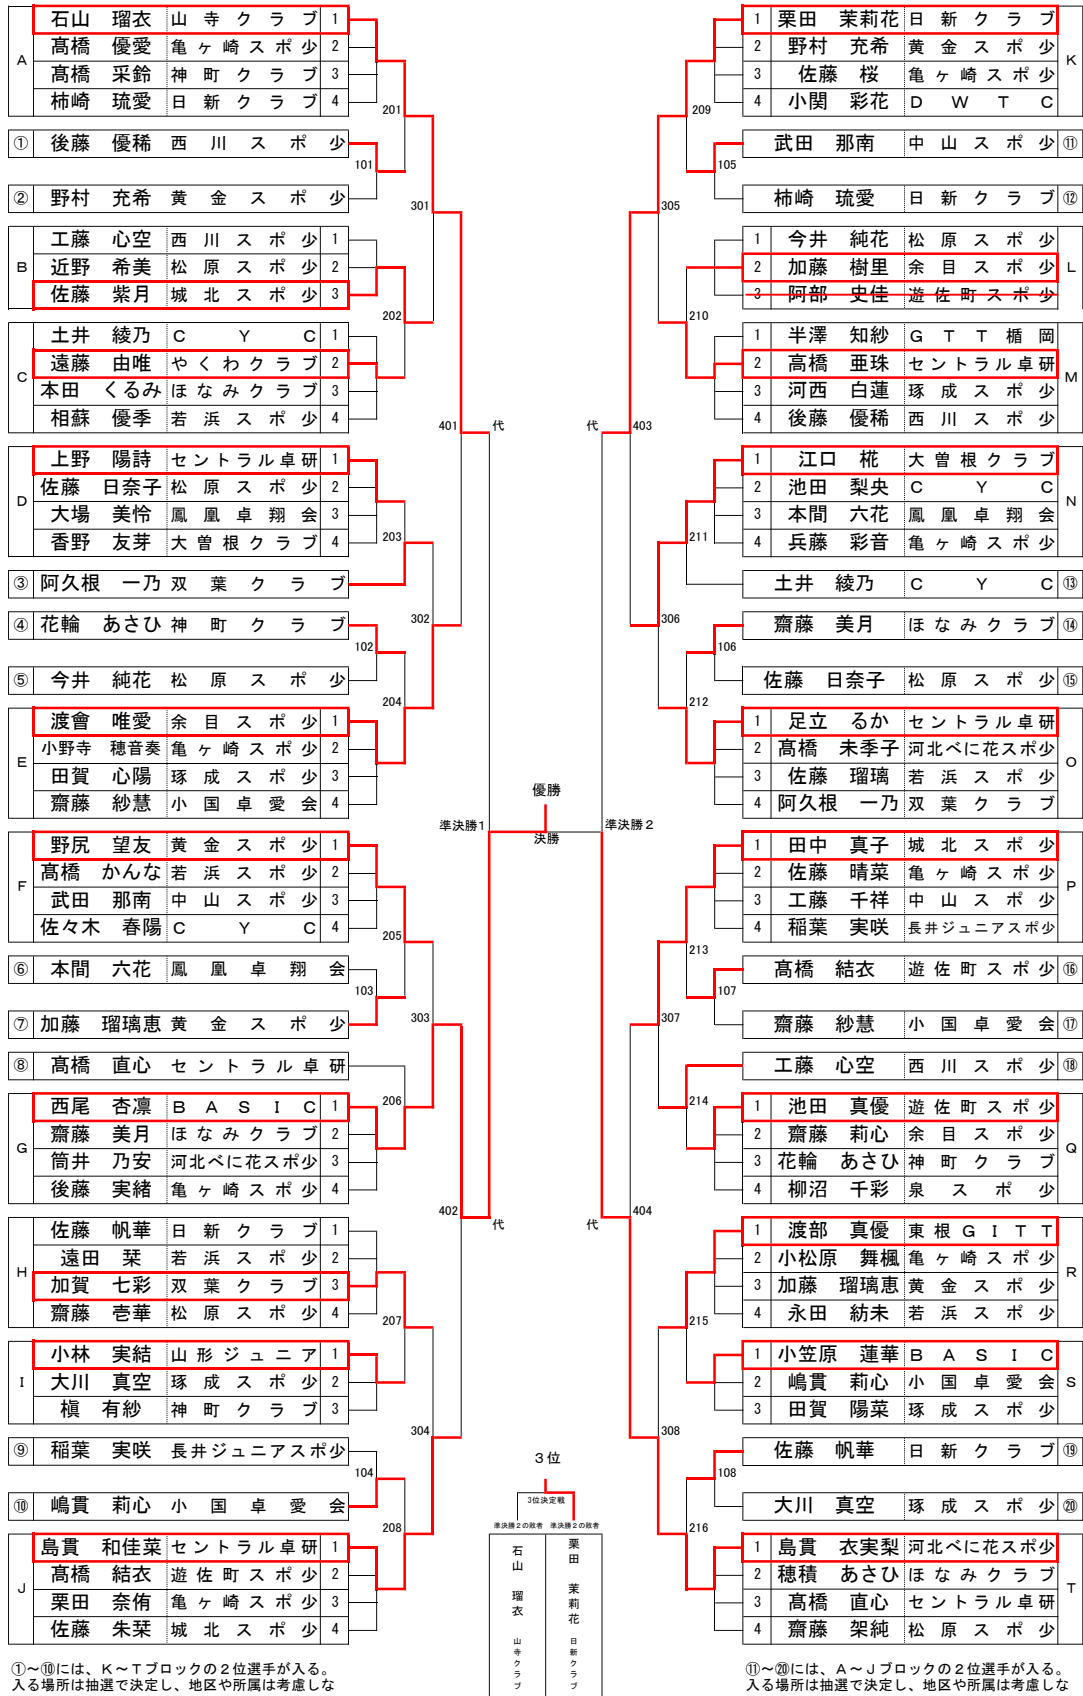 A
石山　瑠衣 山寺クラブ 1
髙橋　優愛 亀ヶ崎スポ少 2
髙橋　采鈴 神町クラブ 3
柿崎　琉愛 日新クラブ 4
① 後藤　優稀 西川スポ少
② 野村　充希 黄金スポ少
B
工藤　心空 西川スポ少 1
近野　希美 松原スポ少 2
佐藤　紫月 城北スポ少 3
C
土井　綾乃 CYC 1
遠藤　由唯 やくわクラブ 2
本田　くるみ ほなみクラブ 3
相蘇　優季 若浜スポ少 4
D
上野　陽詩 セントラル卓研 1
佐藤　日奈子 松原スポ少 2
大場　美怜 鳳凰卓翔会 3
香野　友芽 大曽根クラブ 4
③ 阿久根　一乃 双葉クラブ
④ 花輪　あさひ 神町クラブ
⑤ 今井　純花 松原スポ少
E
渡會　唯愛 余目スポ少 1
小野寺　穂音奏 亀ヶ崎スポ少 2
田賀　心陽 琢成スポ少 3
齋藤　紗慧 小国卓愛会 4
F
野尻　望友 黄金スポ少 1
髙橋　かんな 若浜スポ少 2
武田　那南 中山スポ少 3
佐々木　春陽 CYC 4
⑥ 本間　六花 鳳凰卓翔会
⑦ 加藤　瑠璃恵 黄金スポ少
⑧ 髙橋　直心 セントラル卓研
G
西尾　杏凛 BASIC 1
齋藤　美月 ほなみクラブ 2
筒井　乃安 河北べに花スポ少 3
後藤　実緒 亀ヶ崎スポ少 4
H
佐藤　帆華 日新クラブ 1
遠田　栞 若浜スポ少 2
加賀　七彩 双葉クラブ 3
齋藤　壱華 松原スポ少 4
I
小林　実結 山形ジュニア 1
大川　真空 琢成スポ少 2
槇　有紗 神町クラブ 3
⑨ 稲葉　実咲 長井ジュニアスポ少
⑩ 嶋貫　莉心 小国卓愛会
J
島貫　和佳菜 セントラル卓研 1
髙橋　結衣 遊佐町スポ少 2
栗田　奈侑 亀ヶ崎スポ少 3
佐藤　朱栞 城北スポ少 4
①～⑩には、K～Tブロックの２位選手が入る。
入る場所は抽選で決定し、地区や所属は考慮しな
101
102
103
104
201
202
203
204
205
206
207
208
301
302
303
304
401 代
402 代
準決勝1
優勝
決勝
準決勝２
３位
3位決定戦
準決勝２の敗者 準決勝２の敗者
石山　瑠衣 山寺クラブ
栗田　茉莉花 日新クラブ
代 403
代 404
305
306
307
308
209
210
211
212
213
214
215
216
105
106
107
108
K
1 栗田　茉莉花 日新クラブ
2 野村　充希 黄金スポ少
3 佐藤　桜 亀ヶ崎スポ少
4 小関　彩花 DWTC
武田　那南 中山スポ少 ⑪
柿崎　琉愛 日新クラブ ⑫
L
1 今井　純花 松原スポ少
2 加藤　樹里 余目スポ少
3 阿部　史佳 遊佐町スポ少
M
1 半澤　知紗 GTT楯岡
2 高橋　亜珠 セントラル卓研
3 河西　白蓮 琢成スポ少
4 後藤　優稀 西川スポ少
N
1 江口　椛 大曽根クラブ
2 池田　梨央 CYC
3 本間　六花 鳳凰卓翔会
4 兵藤　彩音 亀ヶ崎スポ少
土井　綾乃 CYC ⑬
齋藤　美月 ほなみクラブ ⑭
佐藤　日奈子 松原スポ少 ⑮
O
1 足立　るか セントラル卓研
2 髙橋　未季子 河北べに花スポ少
3 佐藤　瑠璃 若浜スポ少
4 阿久根　一乃 双葉クラブ
P
1 田中　真子 城北スポ少
2 佐藤　晴菜 亀ヶ崎スポ少
3 工藤　千祥 中山スポ少
4 稲葉　実咲 長井ジュニアスポ少
髙橋　結衣 遊佐町スポ少 ⑯
齋藤　紗慧 小国卓愛会 ⑰
工藤　心空 西川スポ少 ⑱
Q
1 池田　真優 遊佐町スポ少
2 齋藤　莉心 余目スポ少
3 花輪　あさひ 神町クラブ
4 柳沼　千彩 泉スポ少
R
1 渡部　真優 東根GITT
2 小松原　舞楓 亀ヶ崎スポ少
3 加藤　瑠璃恵 黄金スポ少
4 永田　紡未 若浜スポ少
S
1 小笠原　蓮華 BASIC
2 嶋貫　莉心 小国卓愛会
3 田賀　陽菜 琢成スポ少
佐藤　帆華 日新クラブ ⑲
大川　真空 琢成スポ少 ⑳
T
1 島貫　衣実梨 河北べに花スポ少
2 穂積　あさひ ほなみクラブ
3 髙橋　直心 セントラル卓研
4 齋藤　架純 松原スポ少
⑪～⑳には、A～Jブロックの２位選手が入る。
入る場所は抽選で決定し、地区や所属は考慮しな